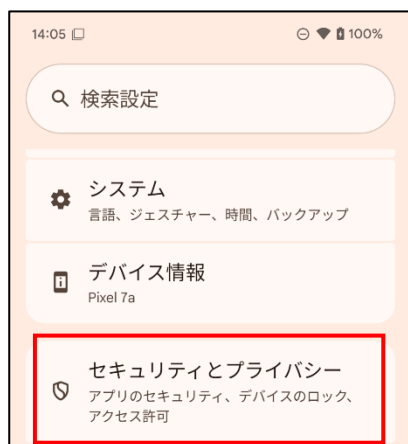 14:05
100%
検索設定
システム
言語、ジェスチャー、時間、バックアップ
デバイス情報
Pixel 7a
セキュリティとプライバシー
アプリのセキュリティ、デバイスのロック、
アクセス許可